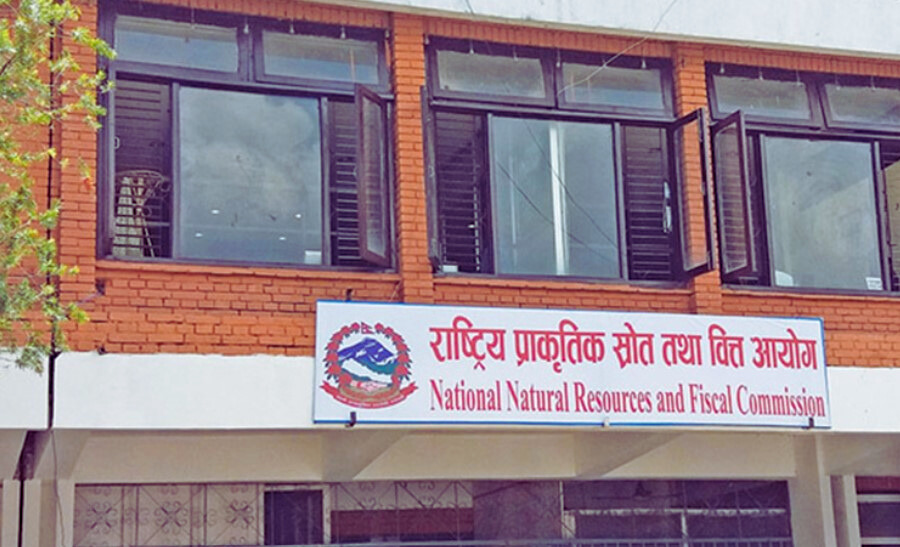 राष्ट्रिय प्राकृतिक स्रोत तथा वित्त आयोग
National Natural Resources and Fiscal Commission